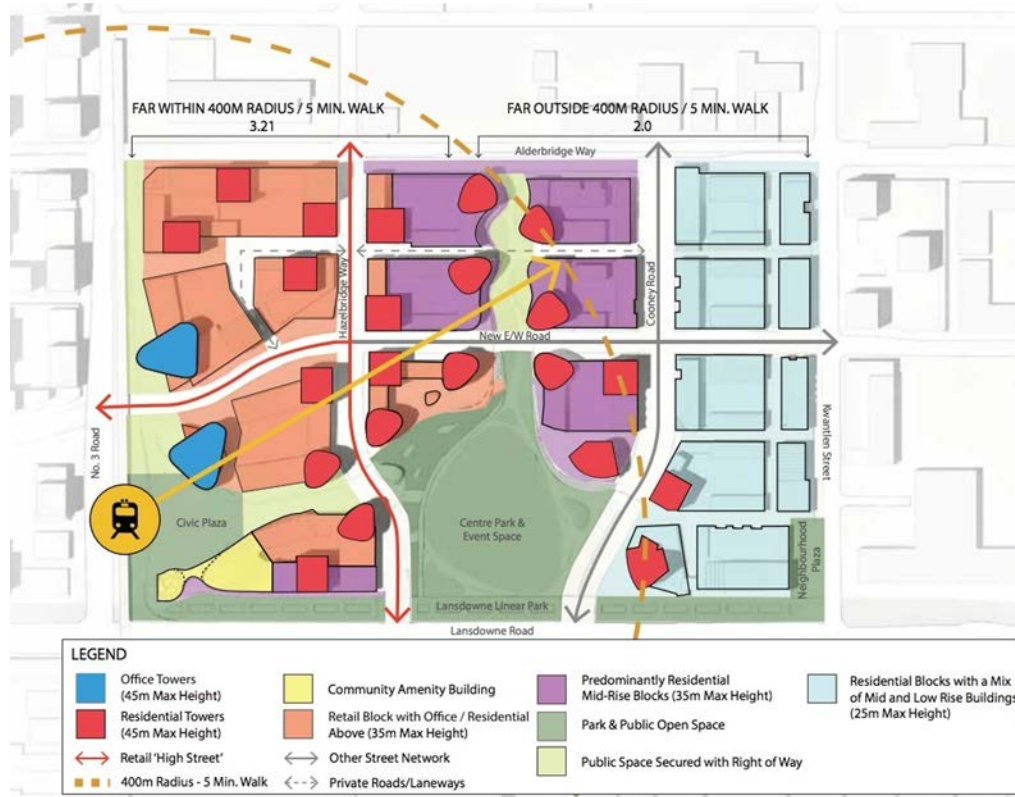 FAR WITHIN 400M RADIUS / 5 MIN. WALK
3.21
FAR OUTSIDE 400M RADIUS / 5 MIN. WALK
2.0
Alderbridge Way
Hazelbridge Way
Cooney Road
New E/W Road
No. 3 Road
Kwantlen Street
Civic Plaza
Centre Park &
Event Space
Neighbourhood
Plaza
Lansdowne Linear Park
Lansdowne Road
LEGEND
Office Towers
(45m Max Height)
Residential Towers
(45m Max Height)
Retail 'High Street'
400m Radius - 5 Min. Walk
Community Amenity Building
Retail Block with Office / Residential
Above (35m Max Height)
Other Street Network
Private Roads/Laneways
Predominantly Residential
Mid-Rise Blocks (35m Max Height)
Park & Public Open Space
Public Space Secured with Right of Way
Residential Blocks with a Mix
of Mid and Low Rise Buildings
(25m Max Height)